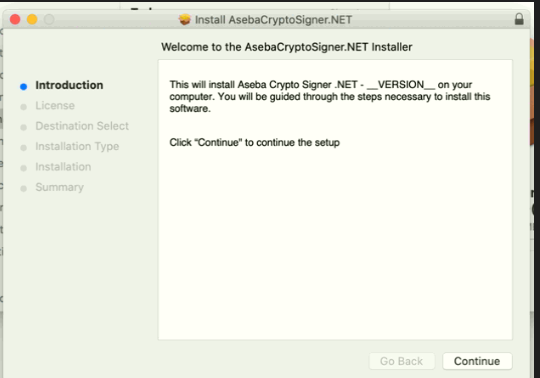 Install AsebaCryptoSigner.NET
Welcome to the AsebaCryptoSigner.NET Installer
Introduction
License
Destination Select
Installation Type
Installation
Summary
This will install Aseba Crypto Signer .NET - __VERSION__ on your
computer. You will be guided through the steps necessary to install this
software.
Click “Continue” to continue the setup
Go Back
Continue